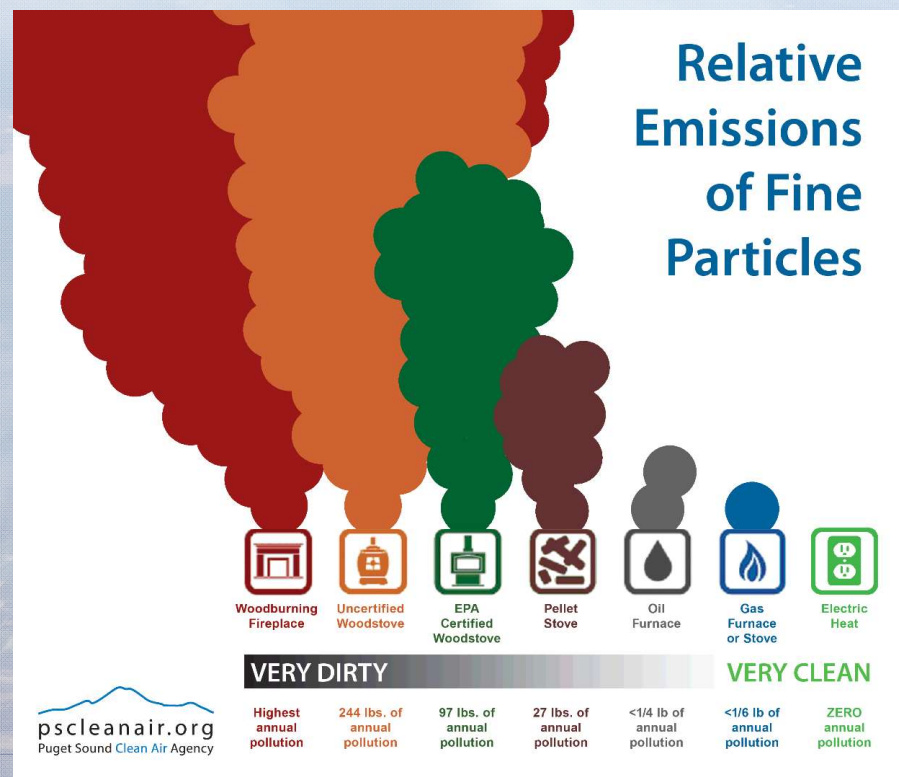 Relative
Emissions
of Fine
Particles
Woodburning
Fireplace
Uncertified
Woodstove
EPA
Certified
Woodstove
Pellet
Stove
Oil
Furnace
Gas
Furnace
or Stove
Electric
Heat
VERY DIRTY
VERY CLEAN
Highest
annual
pollution
244 lbs. of
annual
pollution
97 lbs. of
annual
pollution
27 lbs. of
annual
pollution
<1/4 lb of
annual
pollution
<1/6 lb of
annual
pollution
ZERO
annual
pollution
pscleanair.org
Puget Sound Clean Air Agency